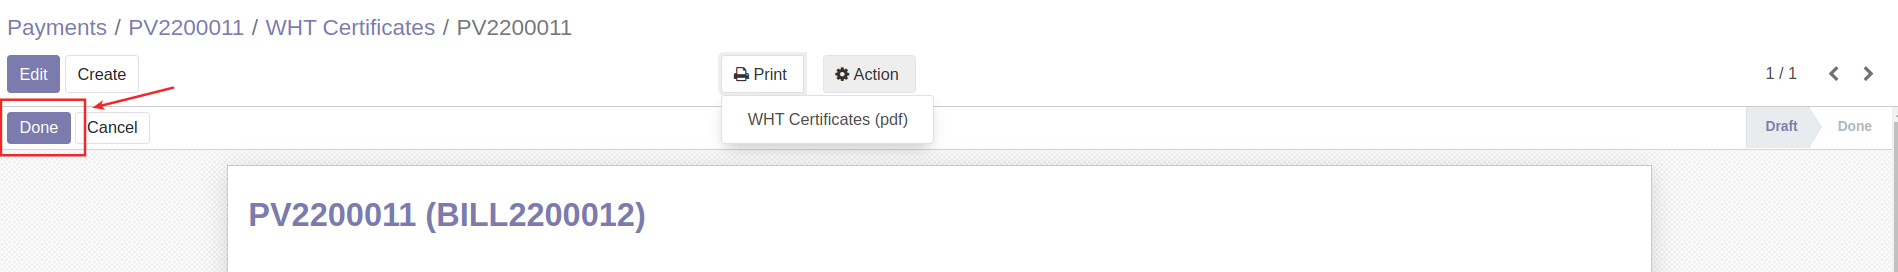 Payments / PV2200011 / WHT Certificates / PV2200011
Edit Create Print Action 1 / 1
Done Cancel WHT Certificates (pdf) Draft Done
PV2200011 (BILL2200012)